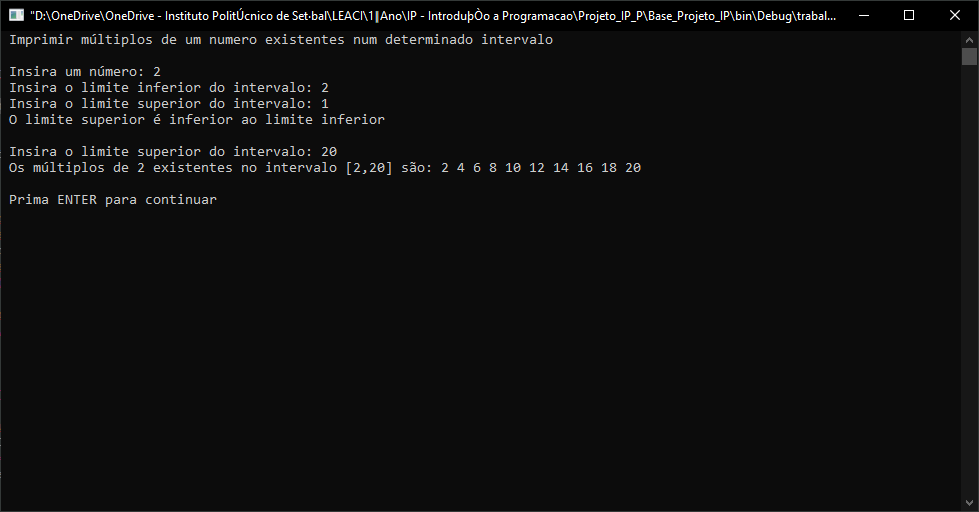 "D:\OneDrive\OneDrive - Instituto PolitÚcnico de Set·bal\LEACI\1║Ano\IP - IntroduþÒo a Programacao\Projeto_IP_P\Base_Projeto_IP\bin\Debug\trabal...
Imprimir múltiplos de um numero existentes num determinado intervalo
Insira um número: 2
Insira o limite inferior do intervalo: 2
Insira o limite superior do intervalo: 1
O limite superior é inferior ao limite inferior
Insira o limite superior do intervalo: 20
Os múltiplos de 2 existentes no intervalo [2,20] são: 2 4 6 8 10 12 14 16 18 20
Prima ENTER para continuar